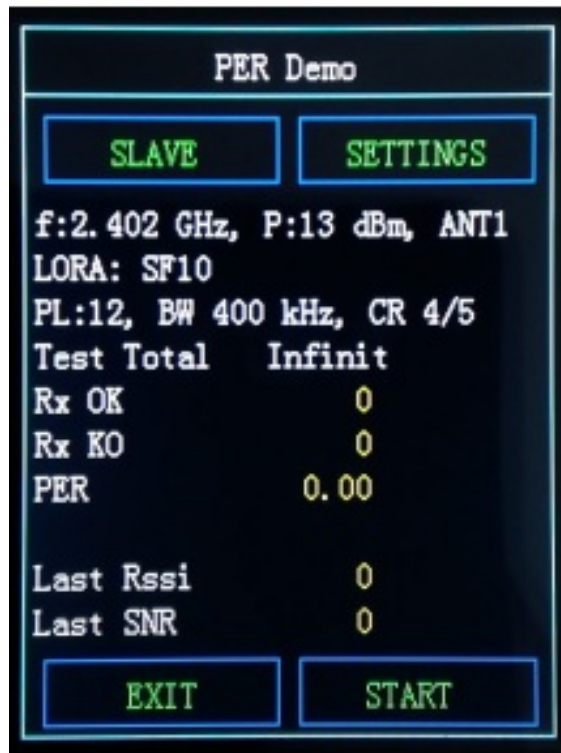 PER Demo
SLAVE SETTINGS
f:2.402 GHz, P:13 dBm, ANT1
LORA: SF10
PL:12, BW 400 kHz, CR 4/5
Test Total Infinit
Rx OK 0
Rx KO 0
PER 0.00
Last Rssi 0
Last SNR 0
EXIT START